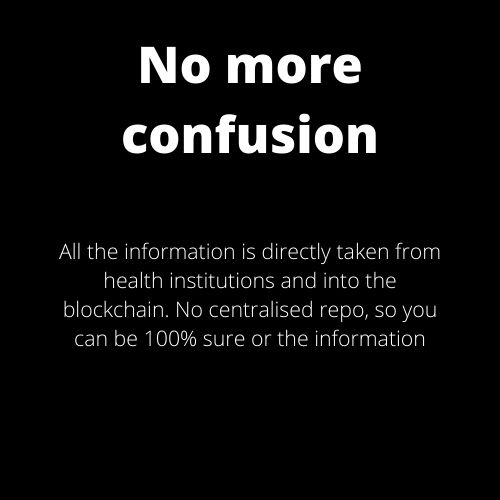 No more
confusion
All the information is directly taken from
health institutions and into the
blockchain. No centralised repo, so you
can be 100% sure or the information